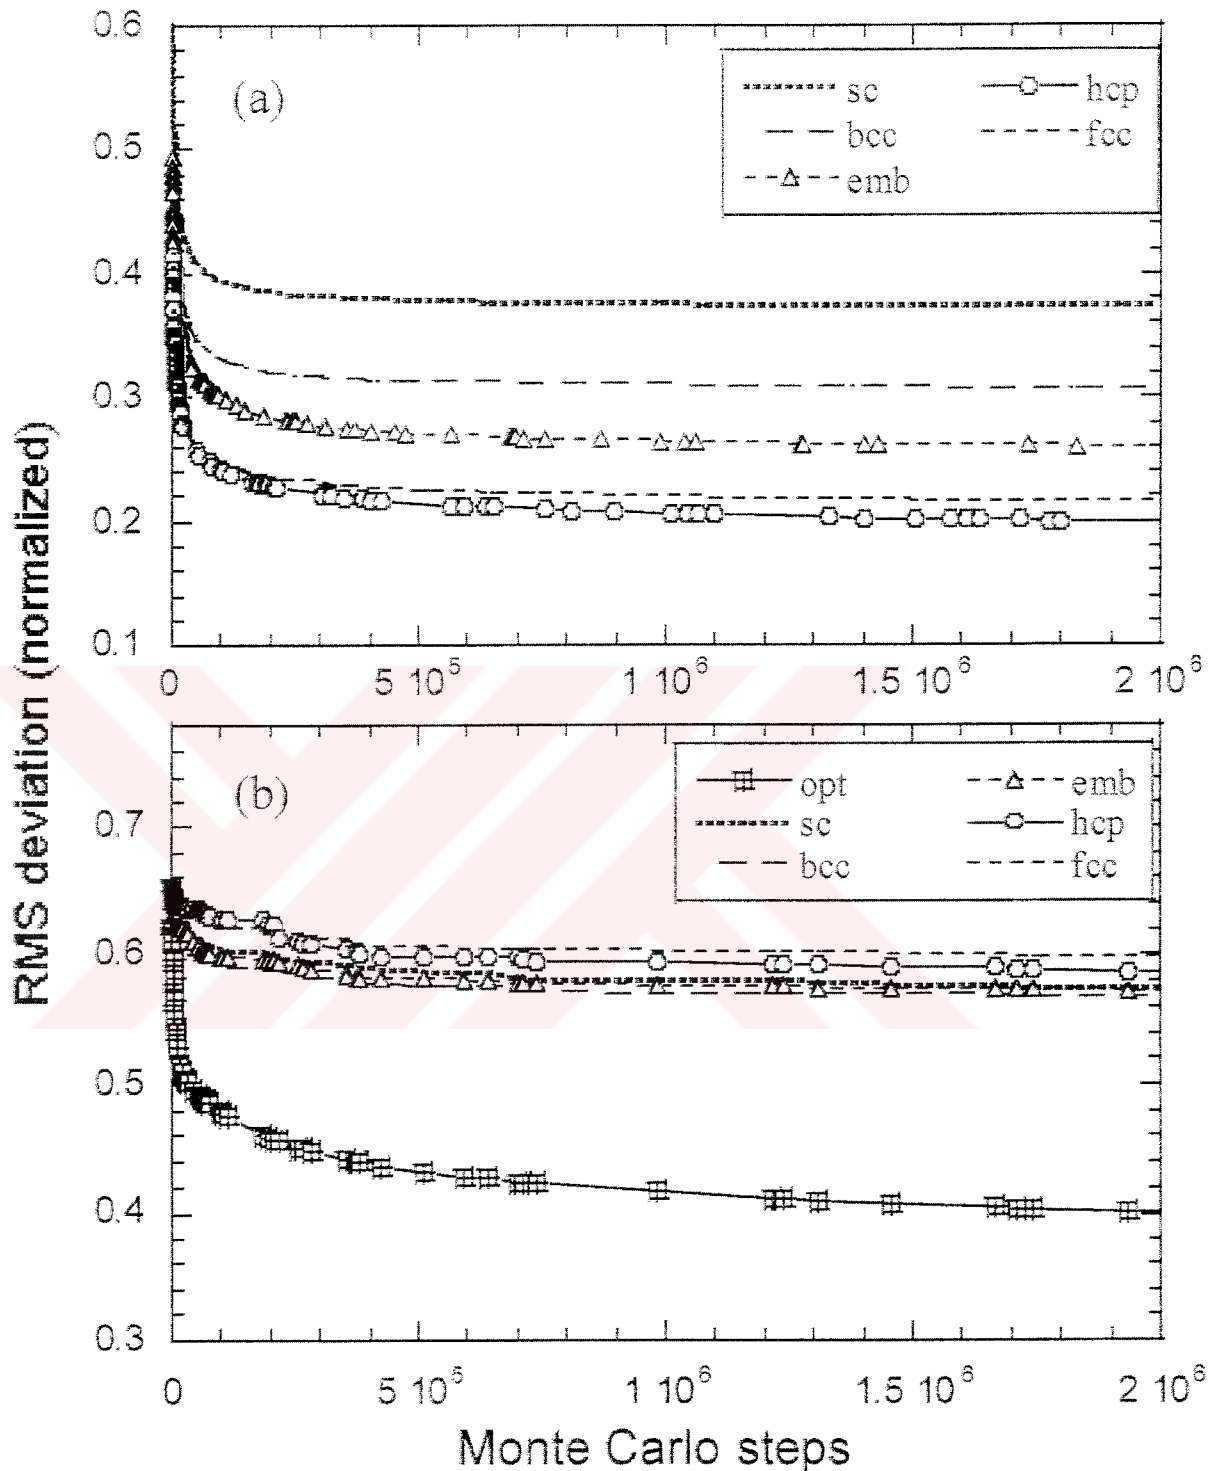 RMS deviation (normalized)
0.6
0.5
0.4
0.3
0.2
0.1
(a)
sc
hcp
bcc
fcc
emb
0
5 10⁵
1 10⁶
1.5 10⁶
2 10⁶
0.7
0.6
0.5
0.4
0.3
(b)
opt
emb
sc
hcp
bcc
fcc
0
5 10⁵
1 10⁶
1.5 10⁶
2 10⁶
Monte Carlo steps